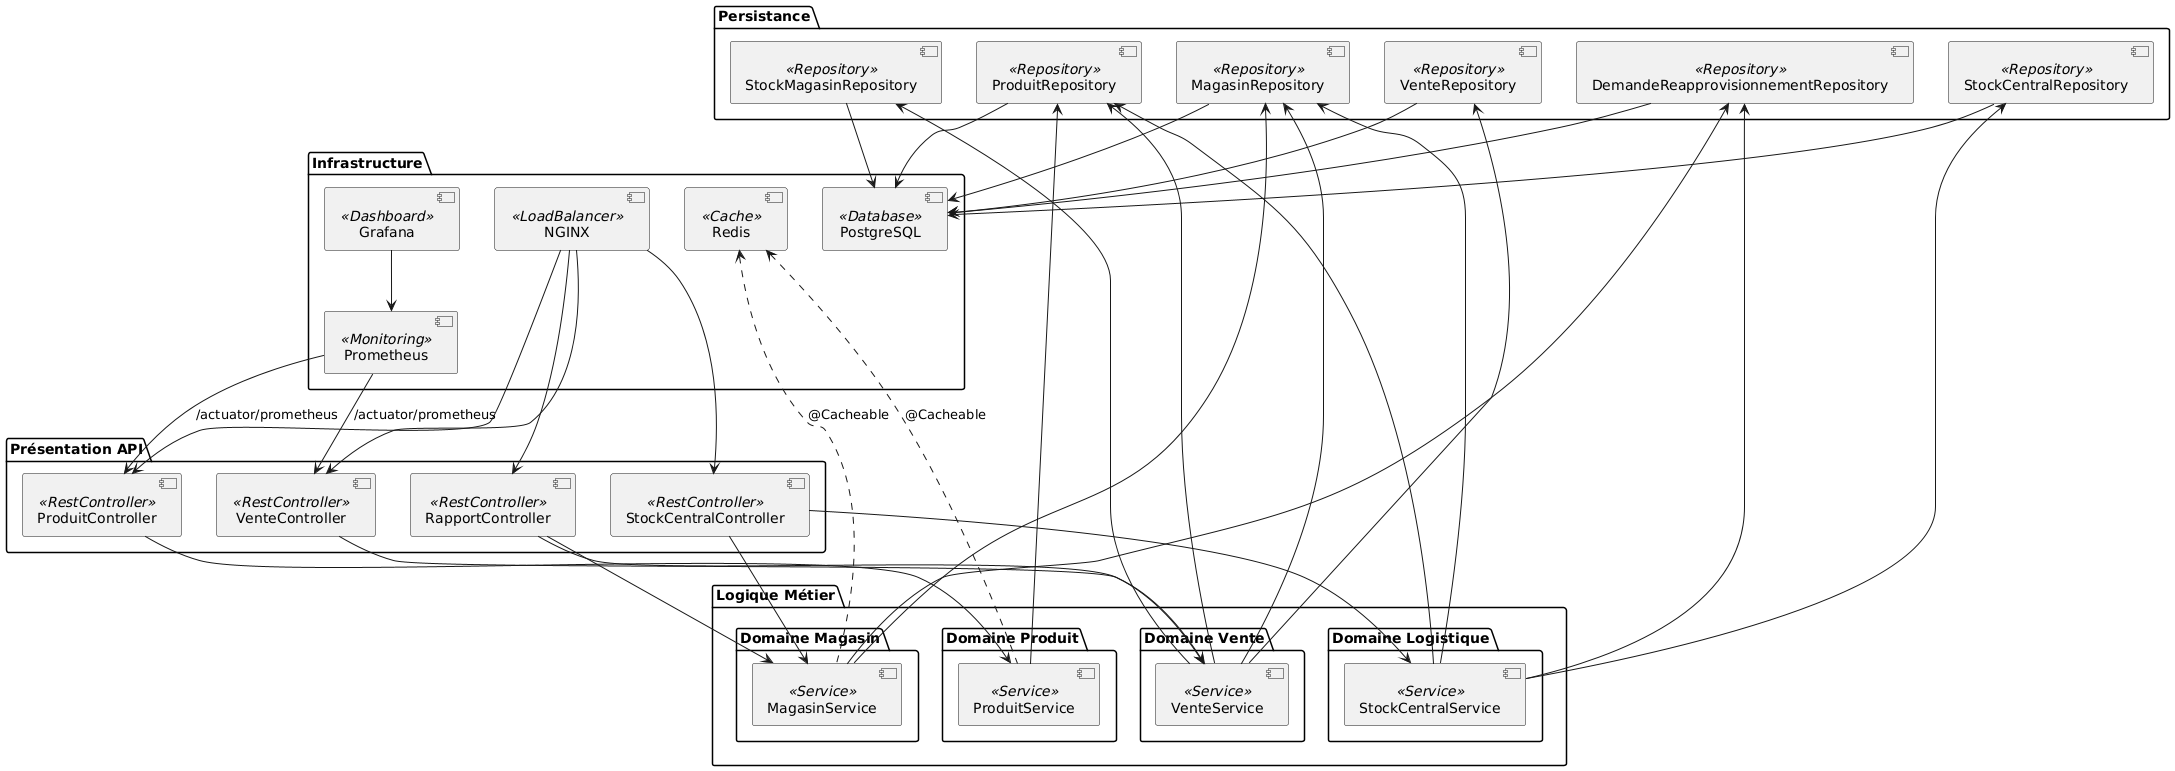 Persistance
«Repository»
StockMagasinRepository
«Repository»
ProduitRepository
«Repository»
MagasinRepository
«Repository»
VenteRepository
«Repository»
DemandeReapprovisionnementRepository
«Repository»
StockCentralRepository
Infrastructure
«Dashboard»
Grafana
«LoadBalancer»
NGINX
«Cache»
Redis
«Database»
PostgreSQL
«Monitoring»
Prometheus
/actuator/prometheus
/actuator/prometheus
@Cacheable
@Cacheable
Présentation API
«RestController»
ProduitController
«RestController»
VenteController
«RestController»
RapportController
«RestController»
StockCentralController
Logique Métier
Domaine Magasin
«Service»
MagasinService
Domaine Produit
«Service»
ProduitService
Domaine Vente
«Service»
VenteService
Domaine Logistique
«Service»
StockCentralService